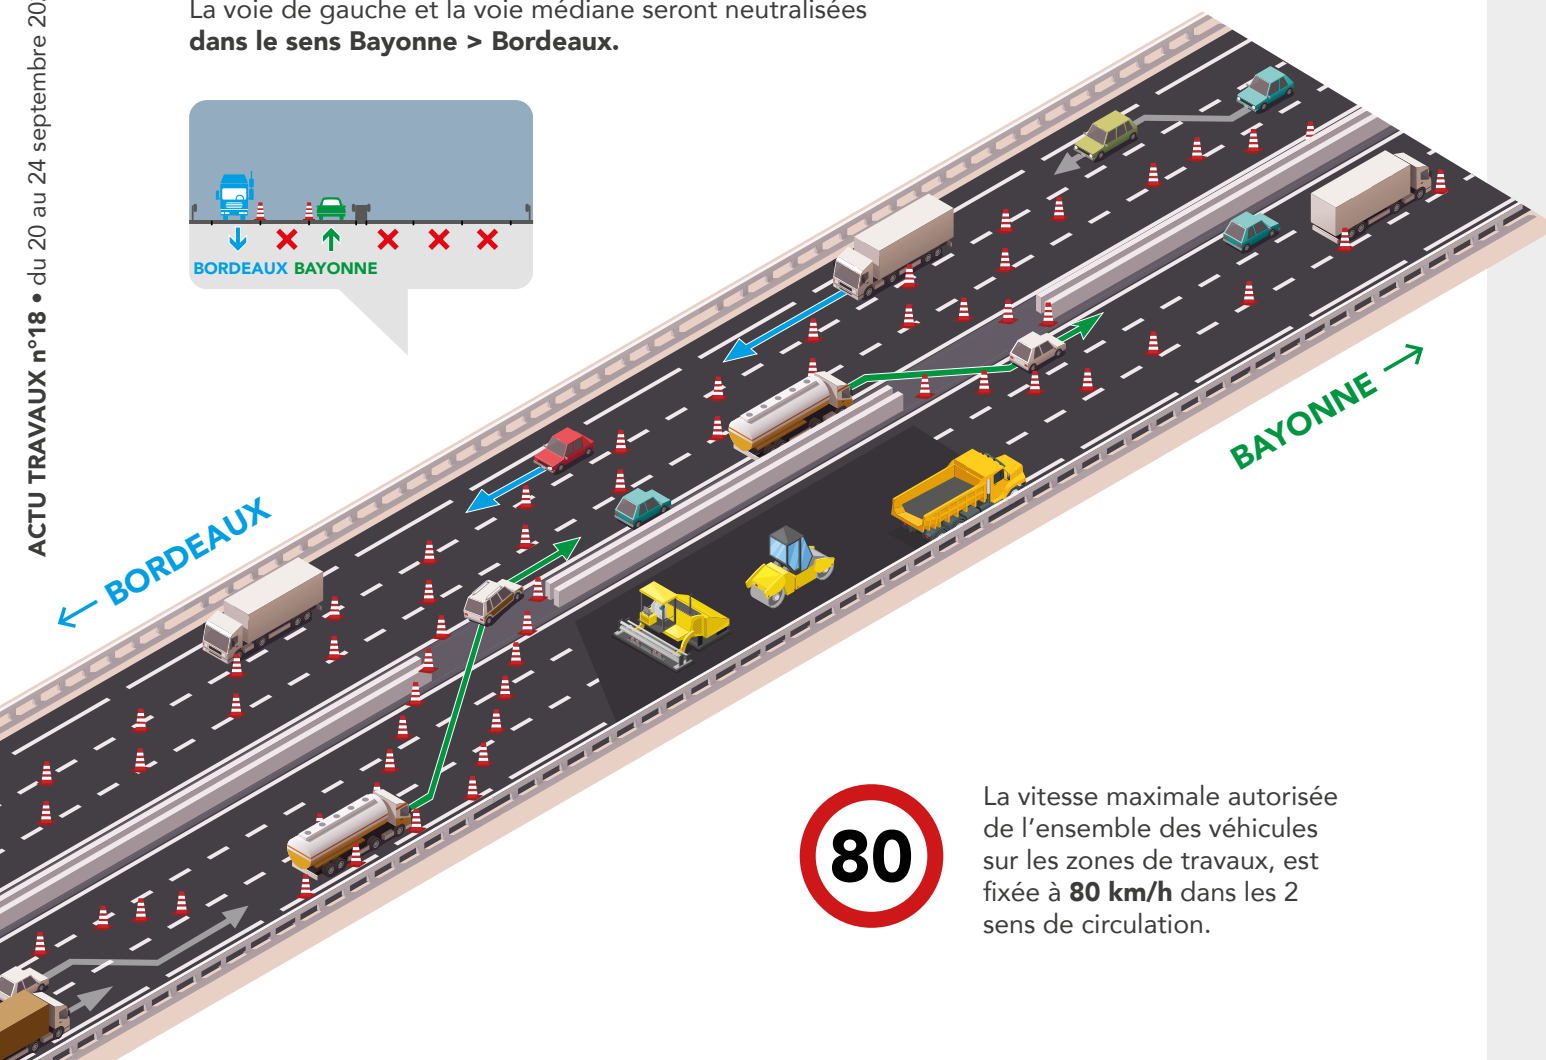 La voie de gauche et la voie médiane seront neutralisées
dans le sens Bayonne > Bordeaux.
ACTU TRAVAUX n°18 • du 20 au 24 septembre
BORDEAUX BAYONNE
← BORDEAUX
BAYONNE →
80
La vitesse maximale autorisée
de l’ensemble des véhicules
sur les zones de travaux, est
fixée à 80 km/h dans les 2
sens de circulation.